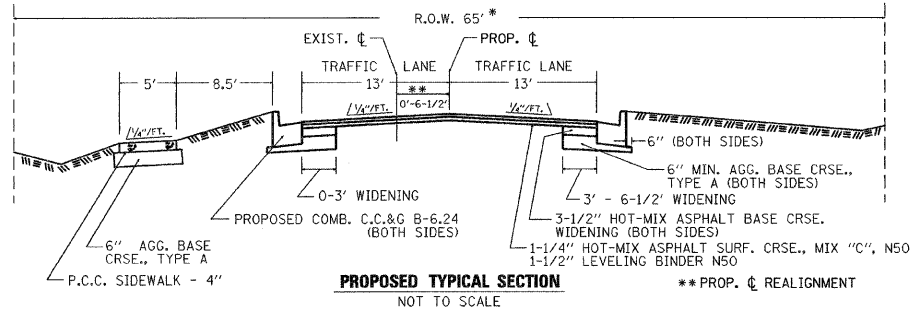 R.O.W. 65' *
EXIST. ℄
PROP. ℄
TRAFFIC LANE
TRAFFIC LANE
5'
8.5'
13'
**
13'
0'-6-1/2'
1/4"/FT.
1/4"/FT.
1/4"/FT.
6" (BOTH SIDES)
6" MIN. AGG. BASE CRSE.,
TYPE A (BOTH SIDES)
0-3' WIDENING
3' - 6-1/2' WIDENING
PROPOSED COMB. C.C.&G B-6.24
(BOTH SIDES)
3-1/2" HOT-MIX ASPHALT BASE CRSE.
WIDENING (BOTH SIDES)
6" AGG. BASE
CRSE., TYPE A
1-1/4" HOT-MIX ASPHALT SURF. CRSE., MIX "C", N50
1-1/2" LEVELING BINDER N50
P.C.C. SIDEWALK - 4"
PROPOSED TYPICAL SECTION
NOT TO SCALE
** PROP. ℄ REALIGNMENT